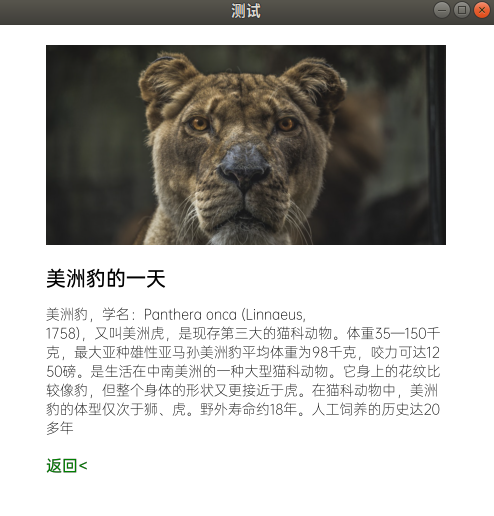 测试
美洲豹的一天
美洲豹，学名：Panthera onca (Linnaeus,
1758)，又叫美洲虎，是现存第三大的猫科动物。体重35—150千
克，最大亚种雄性亚马孙美洲豹平均体重为98千克，咬力可达12
50磅。是生活在中南美洲的一种大型猫科动物。它身上的花纹比
较像豹，但整个身体的形状又更接近于虎。在猫科动物中，美洲
豹的体型仅次于狮、虎。野外寿命约18年。人工饲养的历史达20
多年
返回<